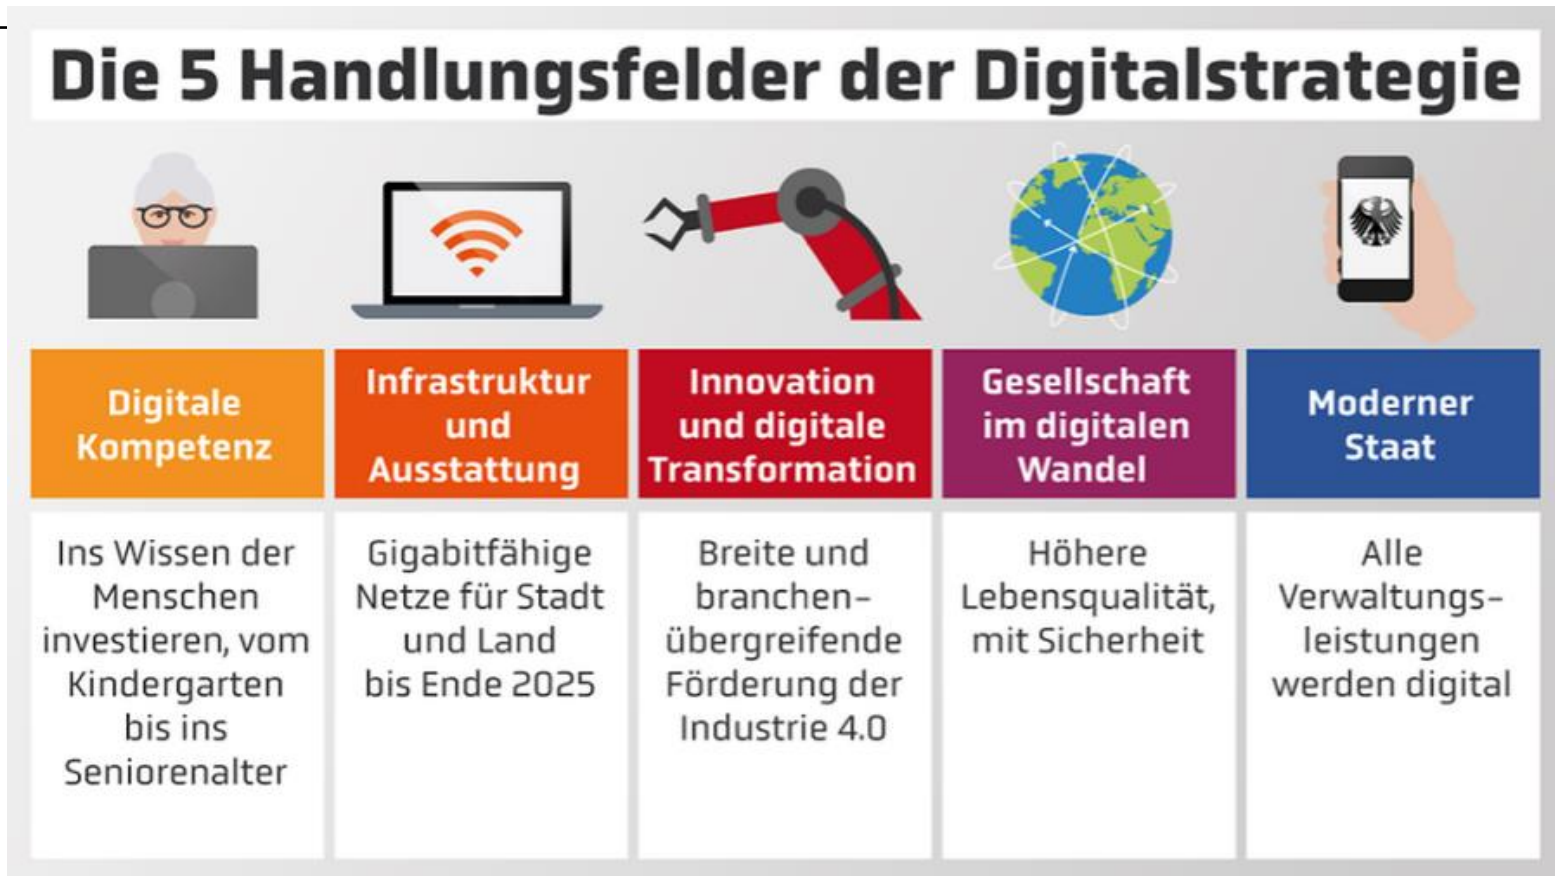 Die 5 Handlungsfelder der Digitalstrategie
Digitale
Kompetenz
Ins Wissen der
Menschen
investieren, vom
Kindergarten
bis ins
Seniorenalter
Infrastruktur
und
Ausstattung
Gigabitfähige
Netze für Stadt
und Land
bis Ende 2025
Innovation
und digitale
Transformation
Breite und
branchen-
übergreifende
Förderung der
Industrie 4.0
Gesellschaft
im digitalen
Wandel
Höhere
Lebensqualität,
mit Sicherheit
Moderner
Staat
Alle
Verwaltungs-
leistungen
werden digital